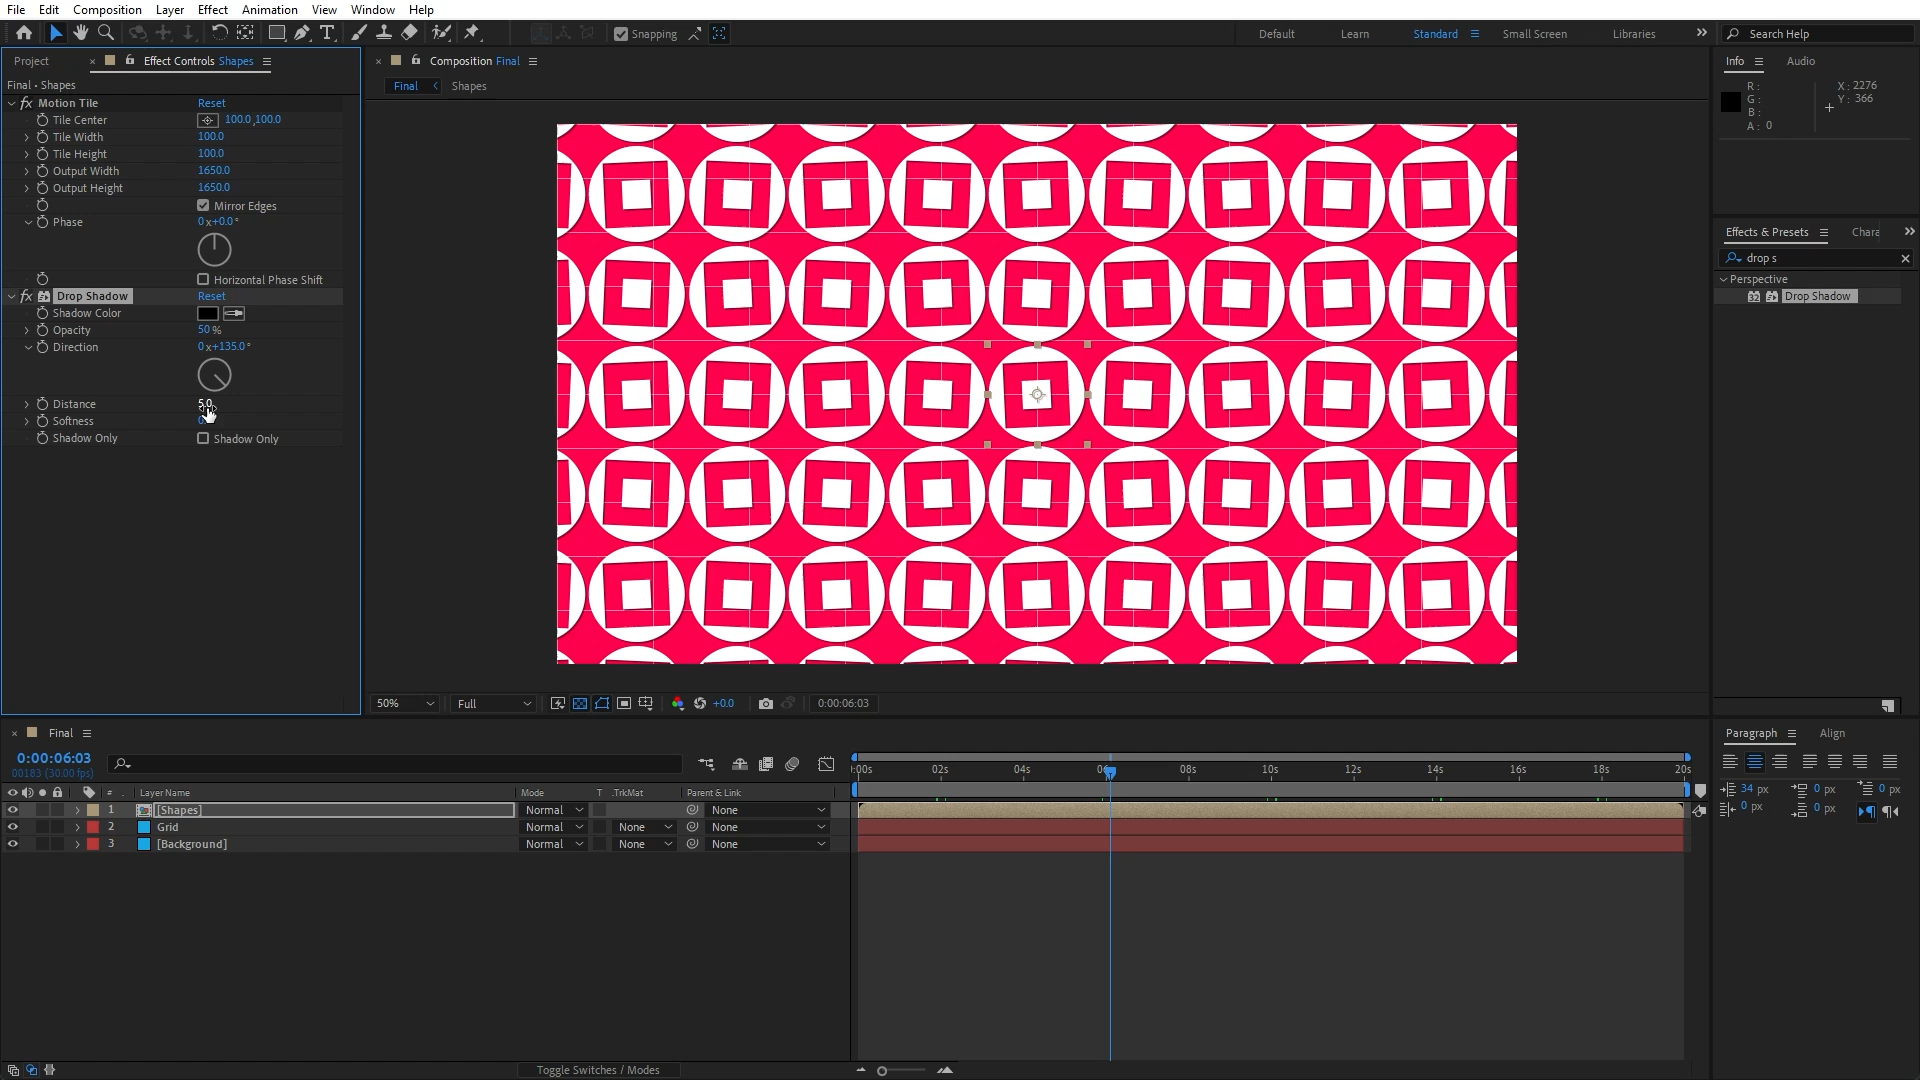 File Edit Composition Layer Effect Animation View Window Help
Snapping Default Learn Standard Small Screen Libraries Search Help
Project Effect Controls Shapes
Final • Shapes
fx Motion Tile Reset
Tile Center 100.0,100.0
Tile Width 100.0
Tile Height 100.0
Output Width 1650.0
Output Height 1650.0
Mirror Edges
Phase 0x+0.0°
Horizontal Phase Shift
fx Drop Shadow Reset
Shadow Color
Opacity 50 %
Direction 0x+135.0°
Distance 5.0
Softness
Shadow Only Shadow Only
Composition Final
Final Shapes
50% Full +0.0 0:00:06:03
Info Audio
R: X: 2276
G: Y: 366
B:
A: 0
Effects & Presets Chara
drop s
Perspective
32 Drop Shadow
Final
0:00:06:03
00183 (30.00 fps)
:00s 02s 04s 08s 10s 12s 14s 16s 18s 20s
# Layer Name Mode T .TrkMat Parent & Link
1 [Shapes] Normal None
2 Grid Normal None None
3 [Background] Normal None None
Toggle Switches / Modes
Paragraph Align
34 px 0 px 0 px
0 px 0 px